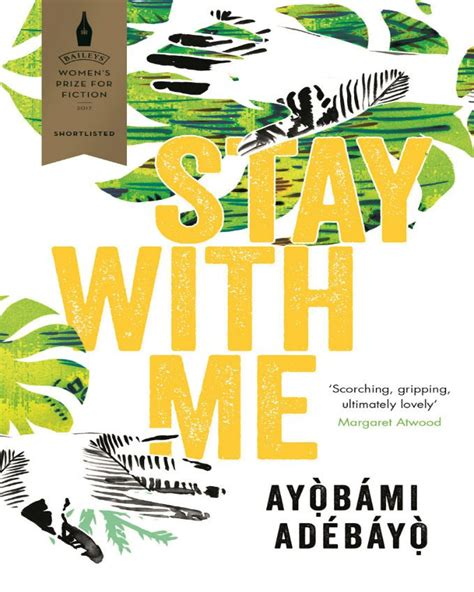 BAILEYS
WOMEN'S
PRIZE FOR
FICTION
2017
SHORTLISTED
STAY
WITH
ME
‘Scorching, gripping,
ultimately lovely’
Margaret Atwood
AYỌ̀BÁMI
ADÉBÁYỌ̀